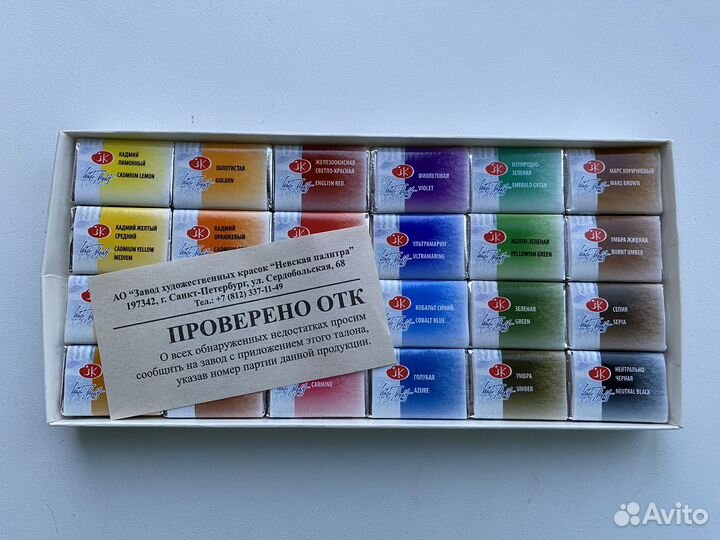 КАДМИЙ
ЛИМОННЫЙ
CADMIUM LEMON
ЗОЛОТИСТАЯ
GOLDEN
ЖЕЛЕЗООКИСНАЯ
СВЕТЛО-КРАСНАЯ
ENGLISH RED
ФИОЛЕТОВАЯ
VIOLET
ИЗУМРУДНО-
ЗЕЛЕНАЯ
EMERALD GREEN
МАРС КОРИЧНЕВЫЙ
MARS BROWN
КАДМИЙ ЖЕЛТЫЙ
СРЕДНИЙ
CADMIUM YELLOW
MEDIUM
КАДМИЙ
ОРАНЖЕВЫЙ
УЛЬТРАМАРИН
ULTRAMARINE
ЖЕЛТО-ЗЕЛЕНАЯ
YELLOWISH GREEN
УМБРА ЖЖЕНАЯ
BURNT UMBER
КОБАЛЬТ СИНИЙ
COBALT BLUE
ЗЕЛЕНАЯ
GREEN
СЕПИЯ
SEPIA
CARMINE
ГОЛУБАЯ
AZURE
УМБРА
UMBER
НЕЙТРАЛЬНО-
ЧЕРНАЯ
NEUTRAL BLACK
АО "Завод художественных красок "Невская палитра"
197342, г. Санкт-Петербург, ул. Сердобольская, 68
Тел.: +7 (812) 337-11-49
ПРОВЕРЕНО ОТК
О всех обнаруженных недостатках просим
сообщить на завод с приложением этого талона,
указав номер партии данной продукции.
Avito